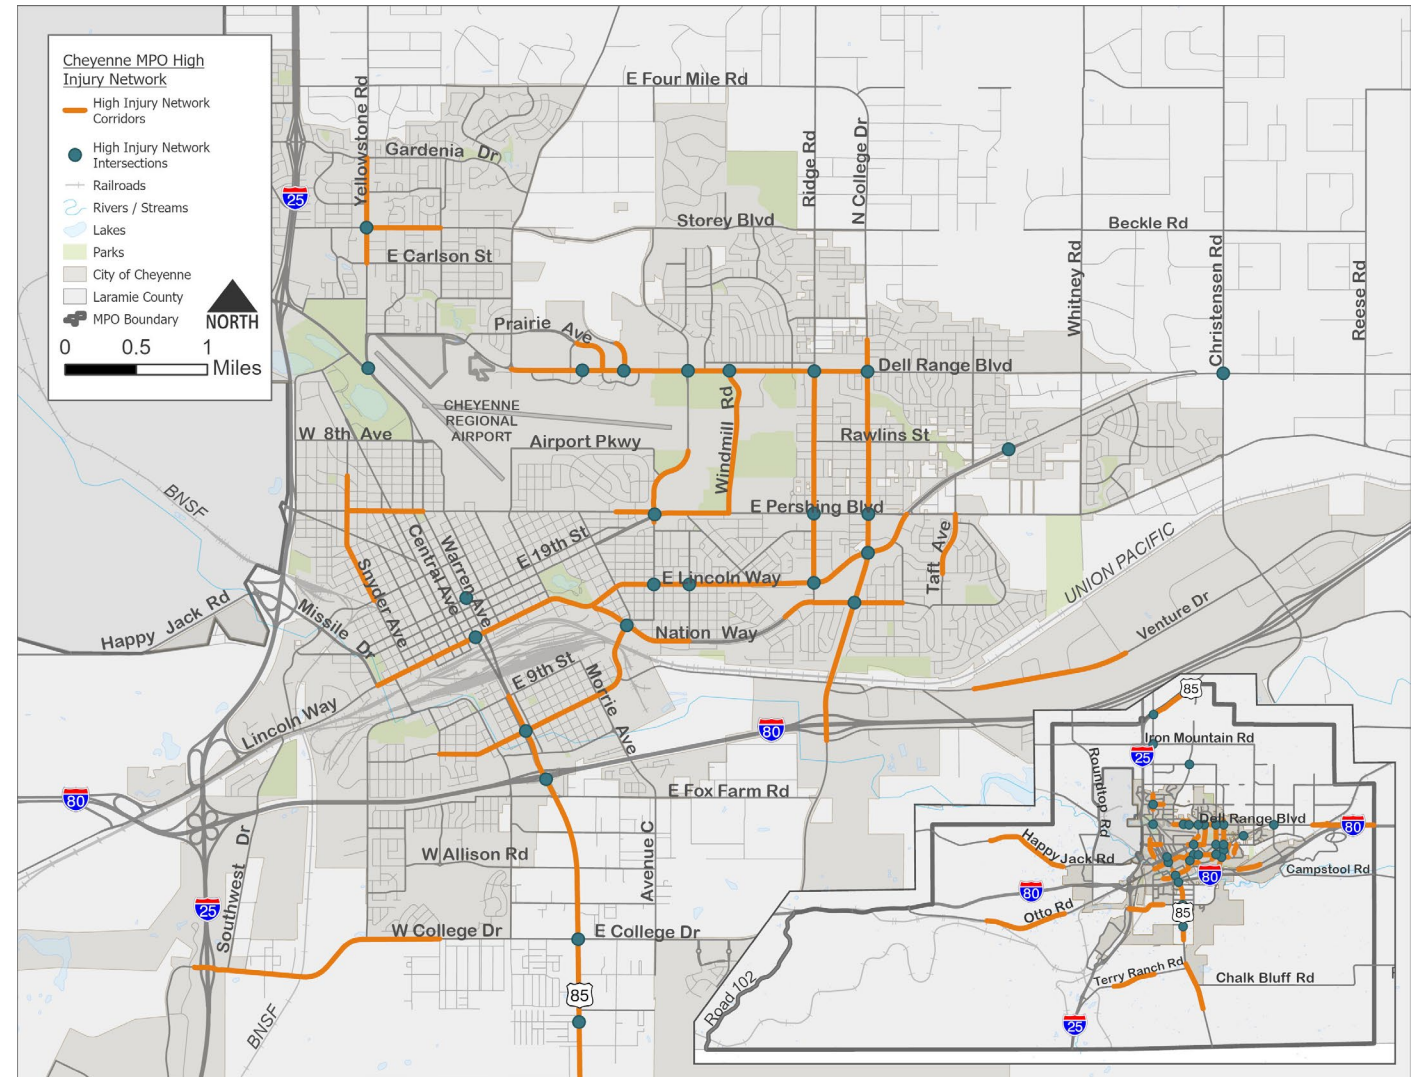 Cheyenne MPO High
Injury Network
High Injury Network
Corridors
High Injury Network
Intersections
Railroads
Rivers / Streams
Lakes
Parks
City of Cheyenne
Laramie County
MPO Boundary
NORTH
0 0.5 1
Miles
E Four Mile Rd
Yellowstone Rd
Gardenia Dr
Ridge Rd
N College Dr
25
Storey Blvd
Beckle Rd
E Carlson St
Whitney Rd
Christensen Rd
Reese Rd
Prairie Ave
Dell Range Blvd
CHEYENNE
REGIONAL
AIRPORT
Windmill Rd
W 8th Ave
Airport Pkwy
Rawlins St
BNSF
E Pershing Blvd
E 19th St
Warren Ave
Central Ave
Snyder Ave
Taft Ave
UNION PACIFIC
E Lincoln Way
Happy Jack Rd
Missile Dr
Nation Way
Venture Dr
E 9th St
Morrie Ave
Lincoln Way
80
80
E Fox Farm Rd
W Allison Rd
Avenue C
Southwest Dr
25
W College Dr
E College Dr
85
BNSF
85
Iron Mountain Rd
25
Roundtop Rd
Dell Range Blvd
80
Happy Jack Rd
80
80
Campstool Rd
Otto Rd
85
Terry Ranch Rd
Chalk Bluff Rd
Road 102
25